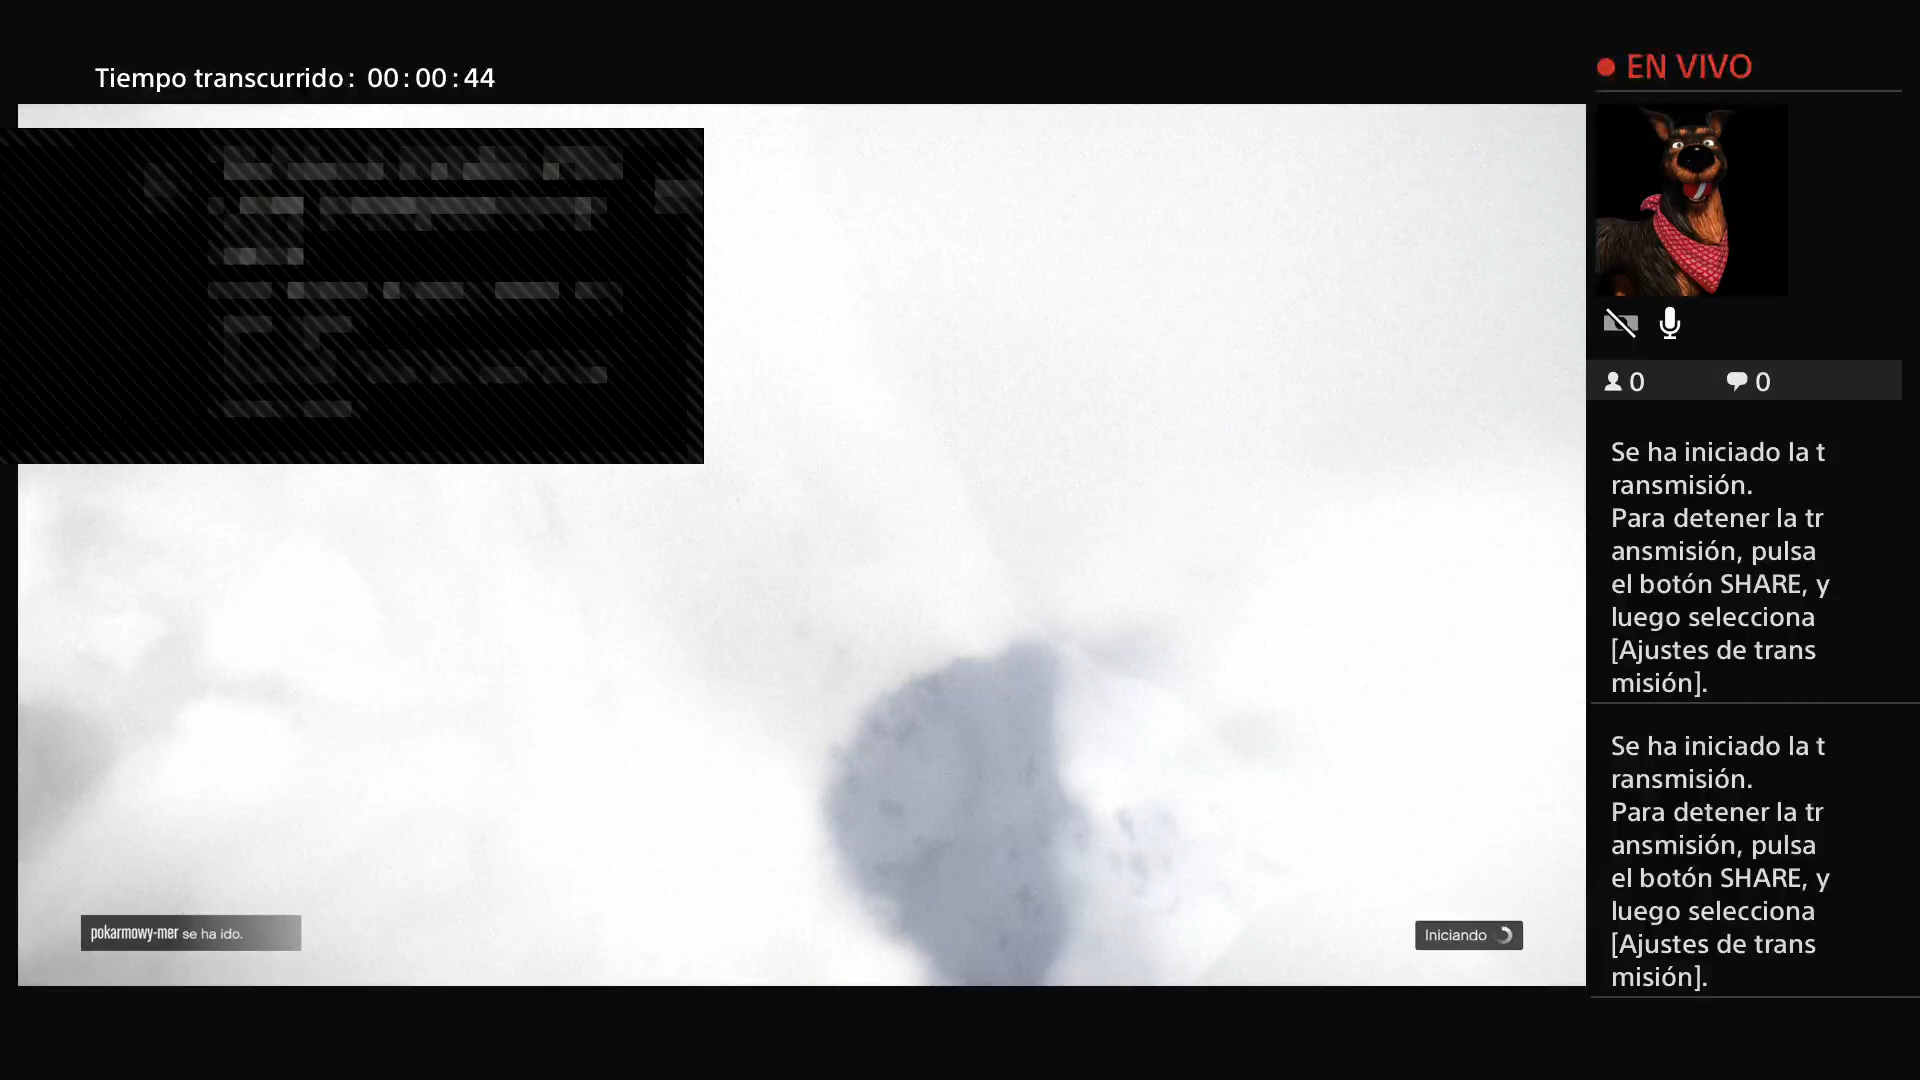 Tiempo transcurrido: 00:00:44
EN VIVO
0
0
Se ha iniciado la t
ransmisión.
Para detener la tr
ansmisión, pulsa
el botón SHARE, y
luego selecciona
[Ajustes de trans
misión].
Se ha iniciado la t
ransmisión.
Para detener la tr
ansmisión, pulsa
el botón SHARE, y
luego selecciona
[Ajustes de trans
misión].
pokarmowy-mer se ha ido.
Iniciando